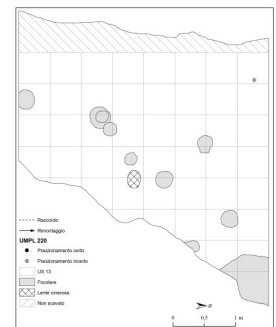 Raccordo
Rimontaggio
UMPL 220
Posizionamento certo
Posizionamento incerto
US 13
Focolare
Lente cinerosa
Non scavato
N
0 0,5 1 m